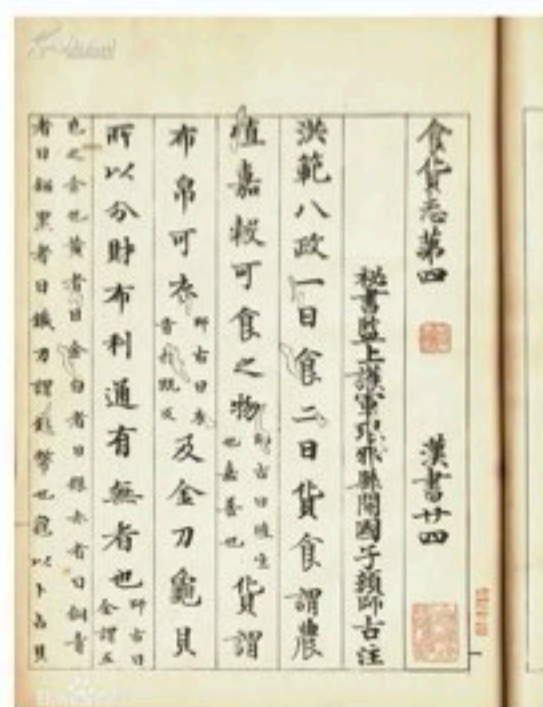 食貨志第四 漢書廿四
秘書監上護軍琅邪縣開國子顏師古注
洪範八政一曰食二曰貨食謂農
殖嘉穀可食之物師古曰殖生也嘉善也貨謂
布帛可衣師古曰衣音於既反及金刀龜貝
所以分財布利通有無者也師古曰金謂五
色之金也黃者曰金白者曰銀赤者曰銅青
者曰鉛黑者曰鐵刀謂錢幣也龜以卜占貝